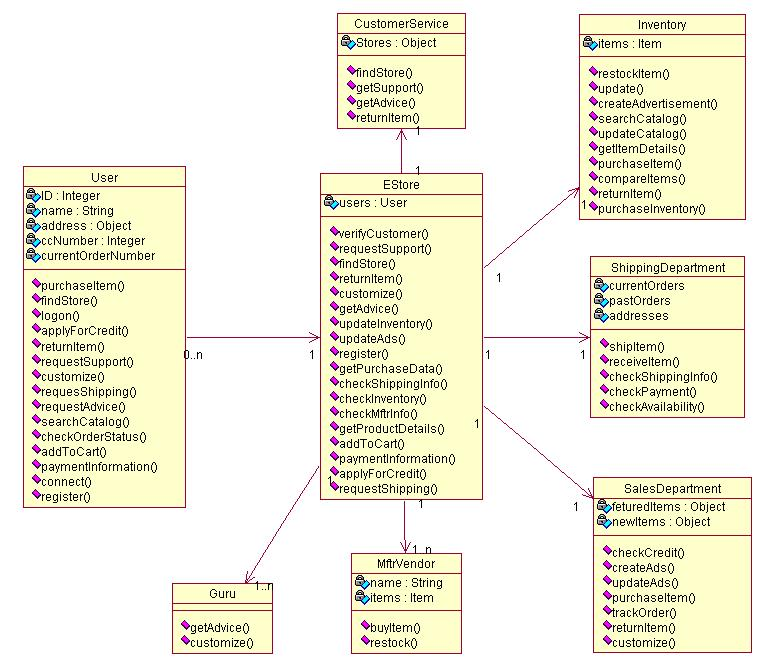 CustomerService
Stores : Object
findStore()
getSupport()
getAdvice()
returnItem()
1
1
Inventory
items : Item
restockItem()
update()
createAdvertisement()
searchCatalog()
updateCatalog()
getItemDetails()
purchaseItem()
compareItems()
returnItem()
purchaseInventory()
1
1
User
ID : Integer
name : String
address : Object
ccNumber : Integer
currentOrderNumber
purchaseItem()
findStore()
logon()
applyForCredit()
returnItem()
requestSupport()
customize()
requesShipping()
requestAdvice()
searchCatalog()
checkOrderStatus()
addToCart()
paymentInformation()
connect()
register()
0..n
1
EStore
users : User
verifyCustomer()
requestSupport()
findStore()
returnItem()
customize()
getAdvice()
updateInventory()
updateAds()
register()
getPurchaseData()
checkShippingInfo()
checkInventory()
checkMftrInfo()
getProductDetails()
addToCart()
paymentInformation()
applyForCredit()
requestShipping()
1
1
ShippingDepartment
currentOrders
pastOrders
addresses
shipItem()
receiveItem()
checkShippingInfo()
checkPayment()
checkAvailability()
1
1
SalesDepartment
feturedItems : Object
newItems : Object
checkCredit()
createAds()
updateAds()
purchaseItem()
trackOrder()
returnItem()
customize()
1
1..n
Guru
getAdvice()
customize()
1
1..n
MftrVendor
name : String
items : Item
buyItem()
restock()